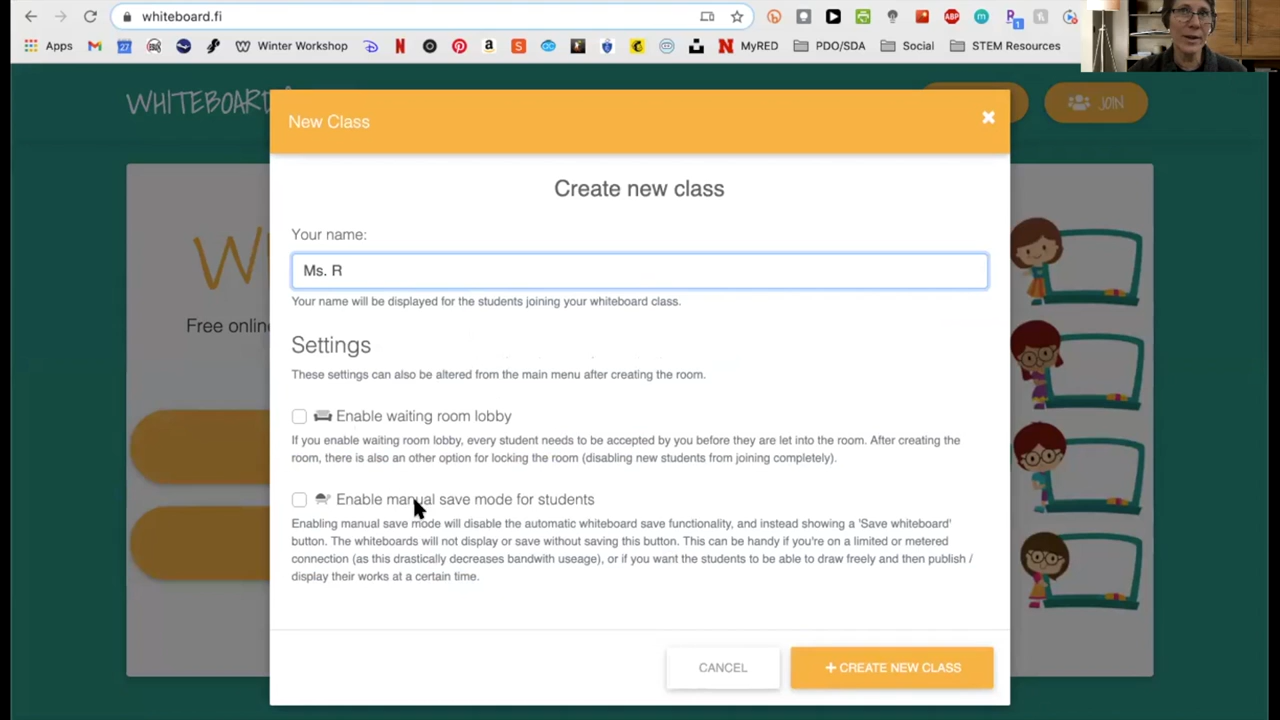 whiteboard.fi
ABP
1
Apps
Winter Workshop
MyRED
PDO/SDA
Social
STEM Resources
WHITEBOARD
JOIN
New Class
Create new class
Your name:
Ms. R
Your name will be displayed for the students joining your whiteboard class.
Free onlin
Settings
These settings can also be altered from the main menu after creating the room.
Enable waiting room lobby
If you enable waiting room lobby, every student needs to be accepted by you before they are let into the room. After creating the
room, there is also an other option for locking the room (disabling new students from joining completely).
Enable manual save mode for students
Enabling manual save mode will disable the automatic whiteboard save functionality, and instead showing a 'Save whiteboard'
button. The whiteboards will not display or save without saving this button. This can be handy if you're on a limited or metered
connection (as this drastically decreases bandwith useage), or if you want the students to be able to draw freely and then publish /
display their works at a certain time.
CANCEL
+ CREATE NEW CLASS